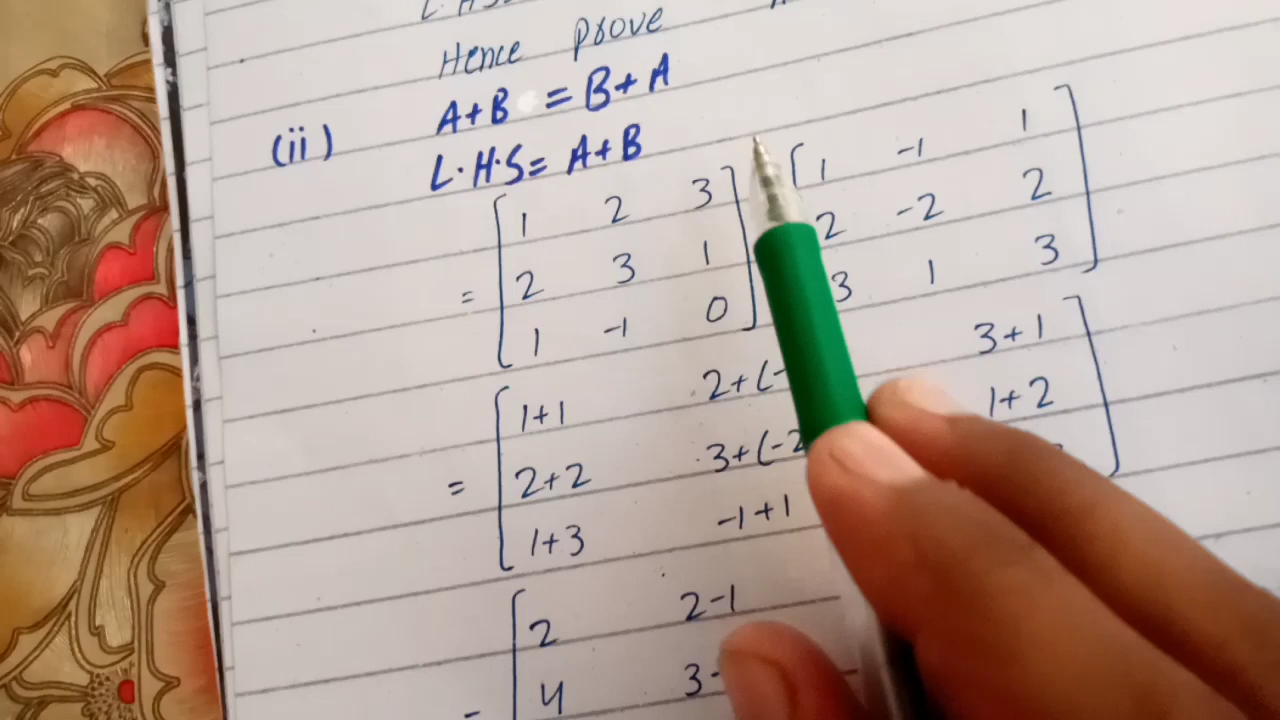 Hence prove
A+B = B+A
(ii)
L.H.S= A+B
1 2 3 1 -1 1
= 2 3 1 2 -2 2
1 -1 0 3 1 3
1+1 2+(- 3+1
= 2+2 3+(-2 1+2
1+3 -1+1
2 2-1
= 4 3-